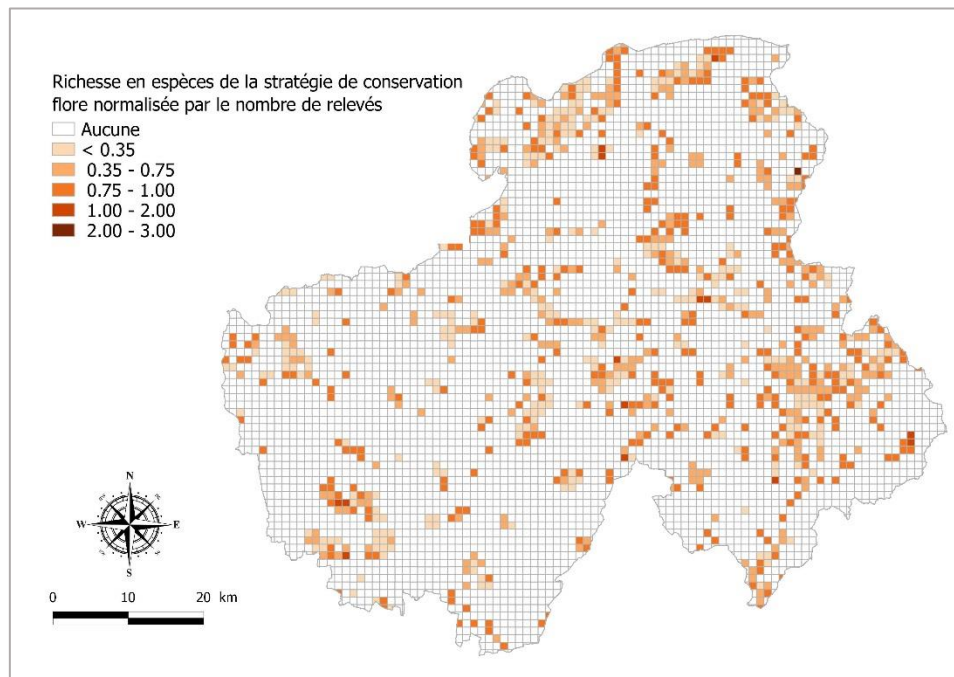 Richesse en espèces de la stratégie de conservation
flore normalisée par le nombre de relevés
Aucune
< 0.35
0.35 - 0.75
0.75 - 1.00
1.00 - 2.00
2.00 - 3.00
N
W E
S
0 10 20 km